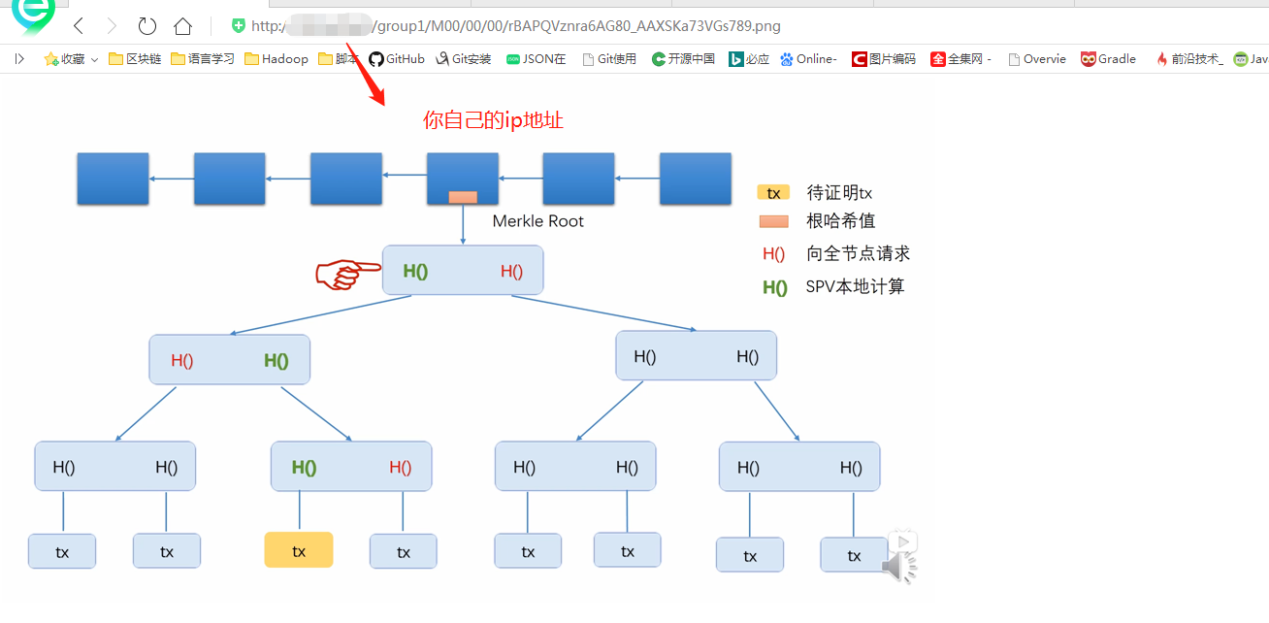 http:/ /group1/M00/00/00/rBAPQVznra6AG80_AAXSKa73VGs789.png
收藏 区块链 语言学习 Hadoop 脚本 GitHub Git安装 JSON在 Git使用 开源中国 必应 Online- 图片编码 全集网 - Overvie Gradle 前沿技术_ Jav
你自己的ip地址
tx 待证明tx
Merkle Root
根哈希值
H() 向全节点请求
H() H()
H() SPV本地计算
H() H() H() H()
H() H() H() H() H() H() H() H()
tx tx tx tx tx tx tx tx